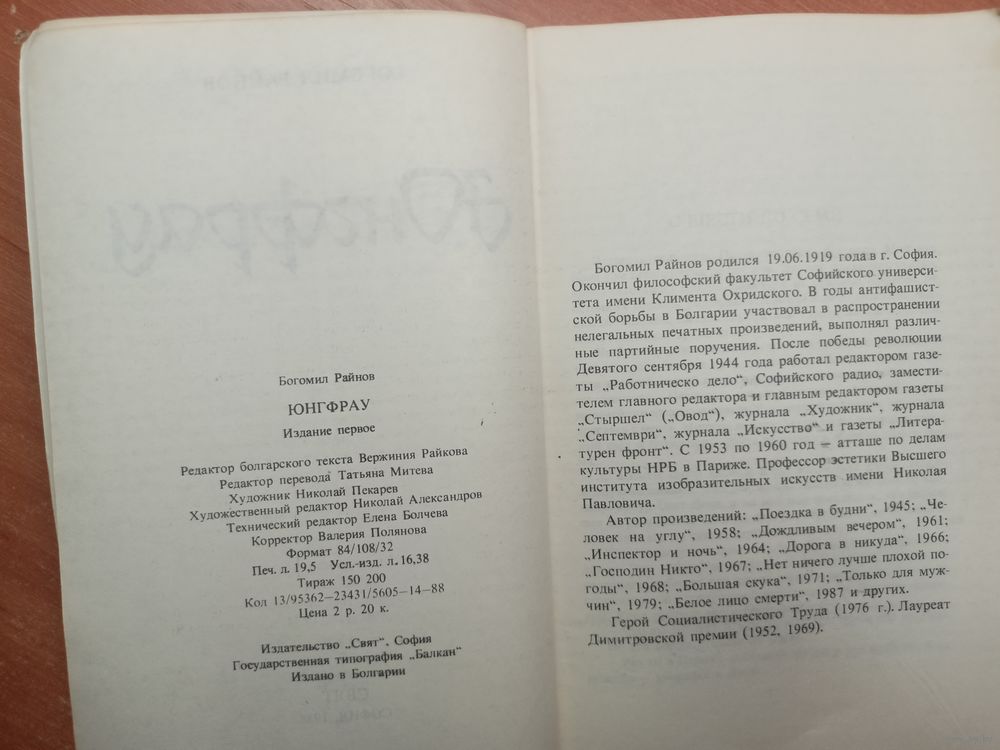 Богомил Райнов
ЮНГФРАУ
Издание первое
Редактор болгарского текста Вержиния Райкова
Редактор перевода Татьяна Митева
Художник Николай Пекарев
Художественный редактор Николай Александров
Технический редактор Елена Болчева
Корректор Валерия Полянова
Формат 84/108/32
Печ. л. 19,5 Усл.-изд. л. 16,38
Тираж 150 200
Кол 13/95362—23431/5605—14—88
Цена 2 р. 20 к.
Издательство „Свят“. София
Государственная типография „Балкан“
Издано в Болгарии
Богомил Райнов родился 19.06.1919 года в г. София.
Окончил философский факультет Софийского универси-
тета имени Климента Охридского. В годы антифашист-
ской борьбы в Болгарии участвовал в распространении
нелегальных печатных произведений, выполнял различ-
ные партийные поручения. После победы революции
Девятого сентября 1944 года работал редактором газе-
ты „Работническо дело“, Софийского радио, замести-
телем главного редактора и главным редактором газеты
„Стыршел“ („Овод“), журнала „Художник“, журнала
„Септември“, журнала „Искусство“ и газеты „Литера-
турен фронт“. С 1953 по 1960 год — атташе по делам
культуры НРБ в Париже. Профессор эстетики Высшего
института изобразительных искусств имени Николая
Павловича.
Автор произведений: „Поездка в будни“, 1945; „Че-
ловек на углу“, 1958; „Дождливым вечером“, 1961;
„Инспектор и ночь“, 1964; „Дорога в никуда“, 1966;
„Господин Никто“, 1967; „Нет ничего лучше плохой по-
годы“, 1968; „Большая скука“, 1971; „Только для муж-
чин“, 1979; „Белое лицо смерти“, 1987 и других.
Герой Социалистического Труда (1976 г.). Лауреат
Димитровской премии (1952, 1969).